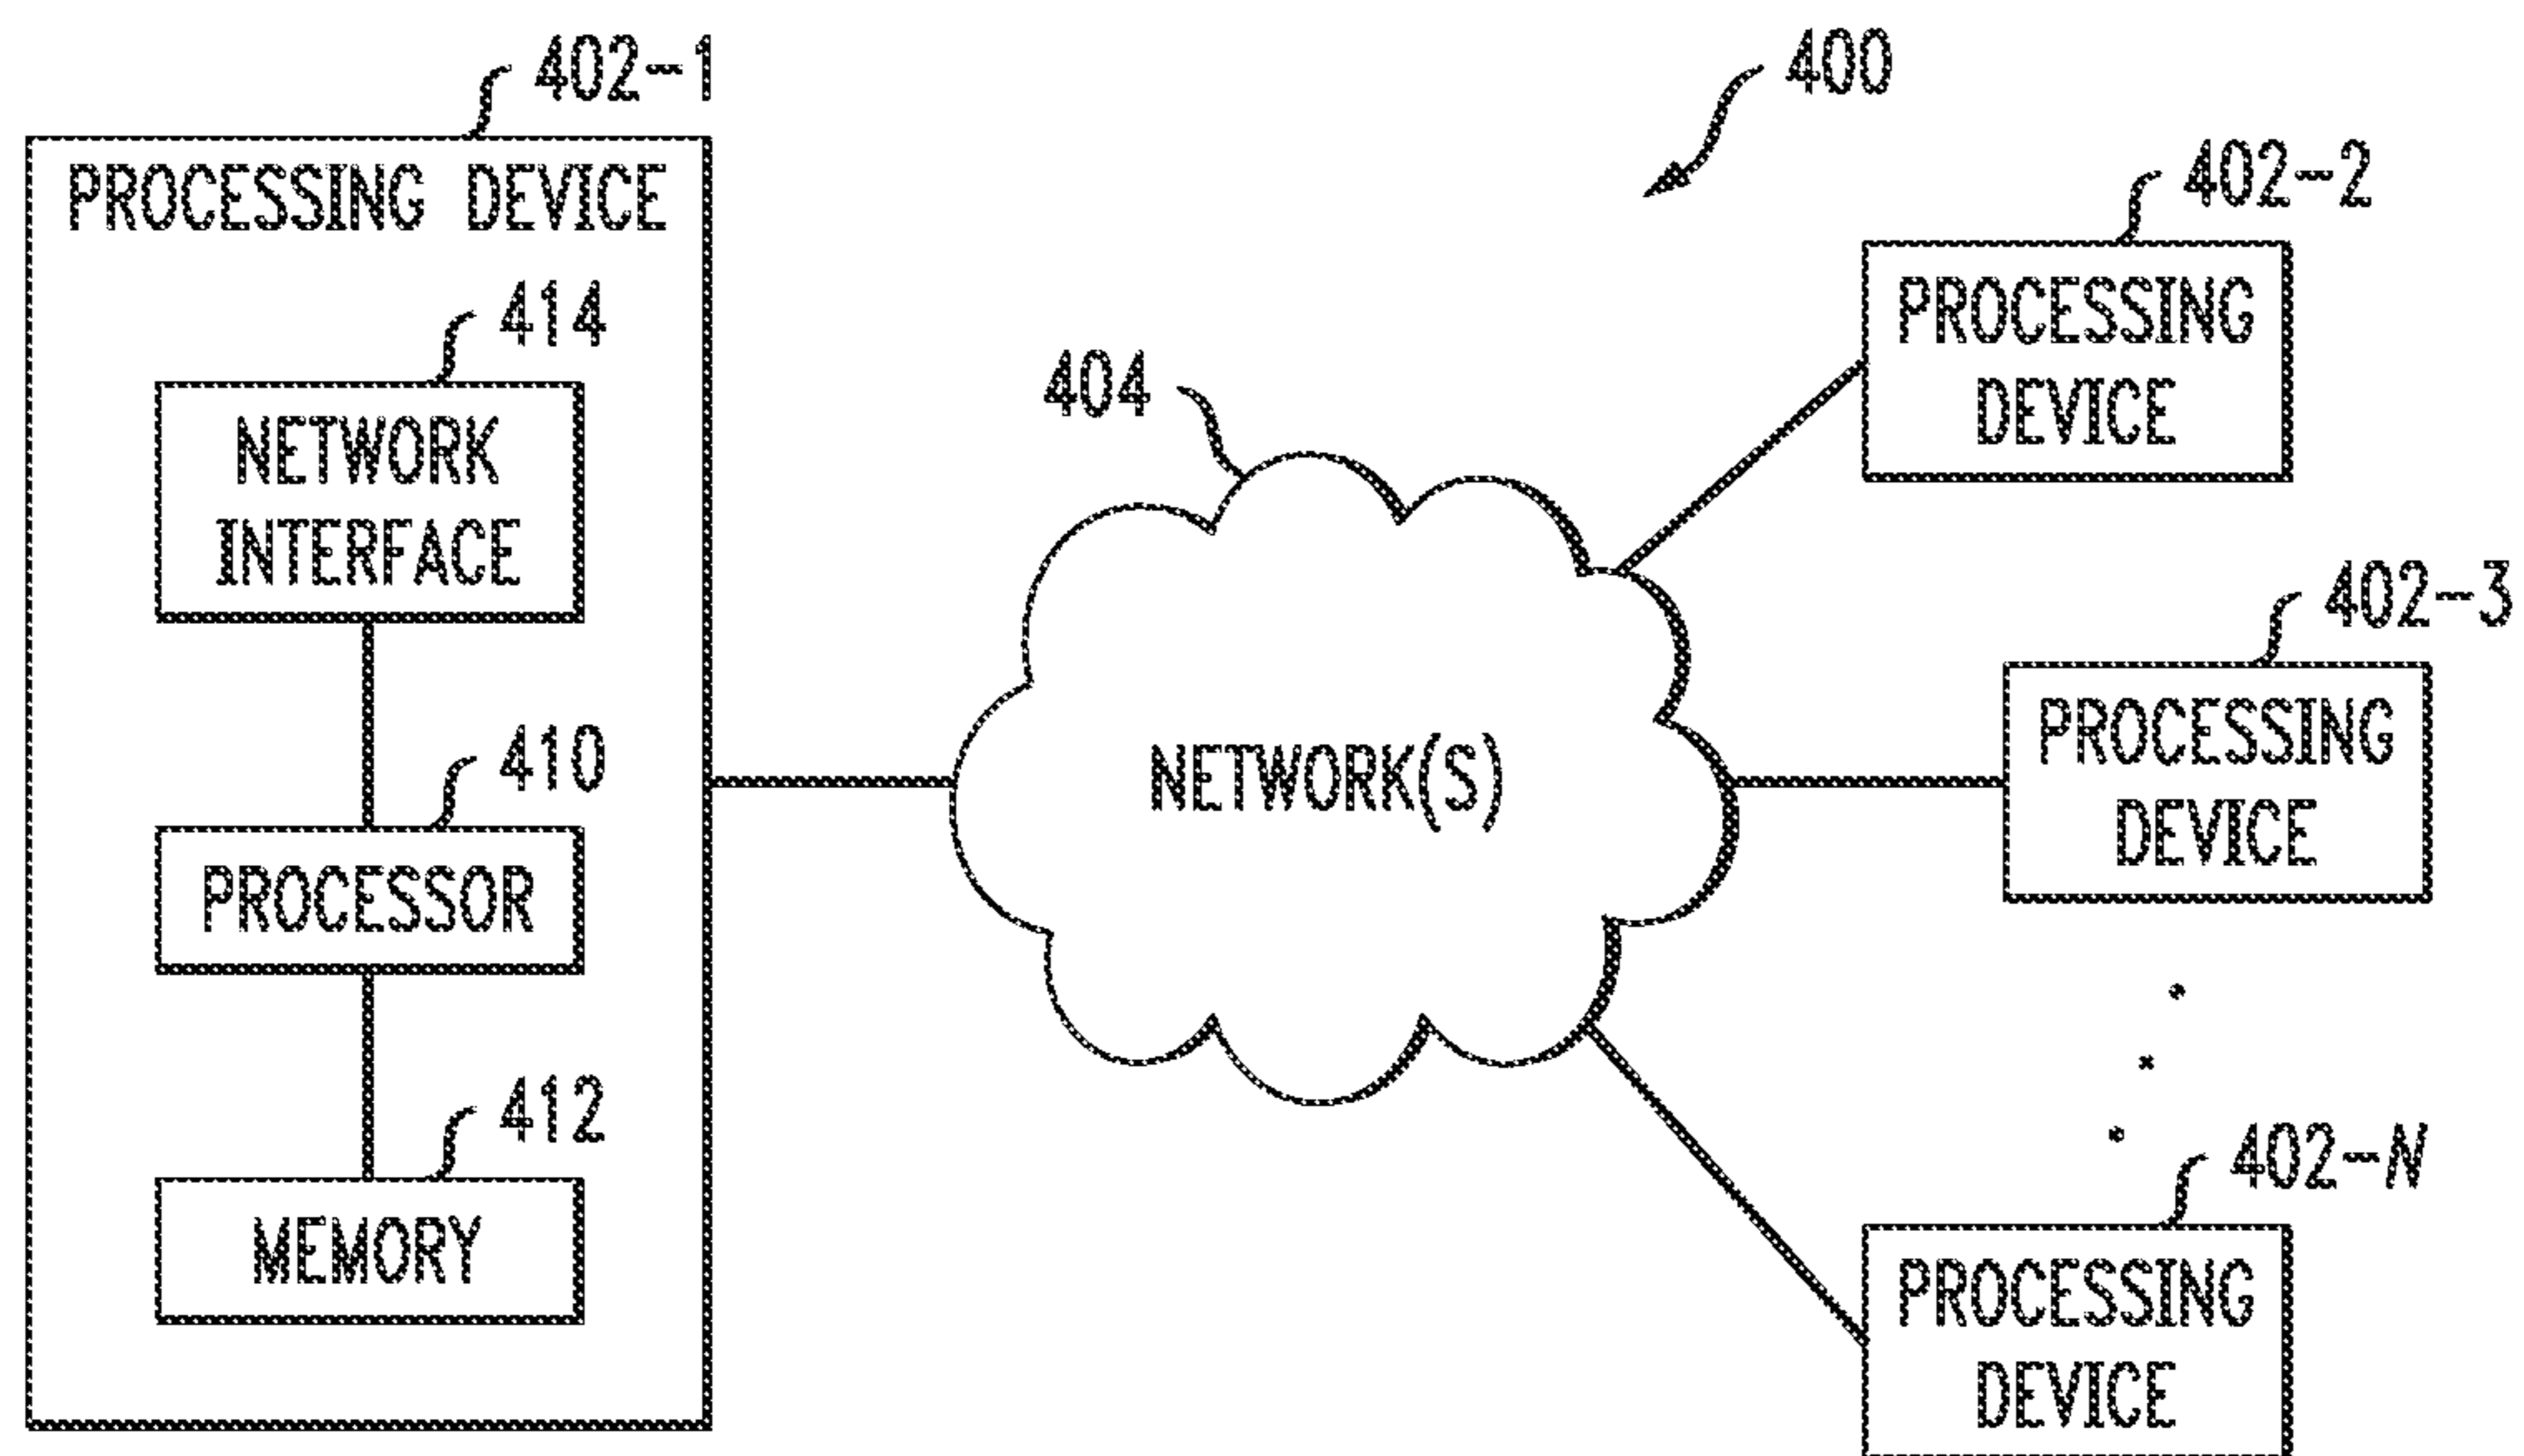 402-1
PROCESSING DEVICE
414
NETWORK
INTERFACE
410
PROCESSOR
412
MEMORY
400
404
NETWORK(S)
402-2
PROCESSING
DEVICE
402-3
PROCESSING
DEVICE
402-N
PROCESSING
DEVICE